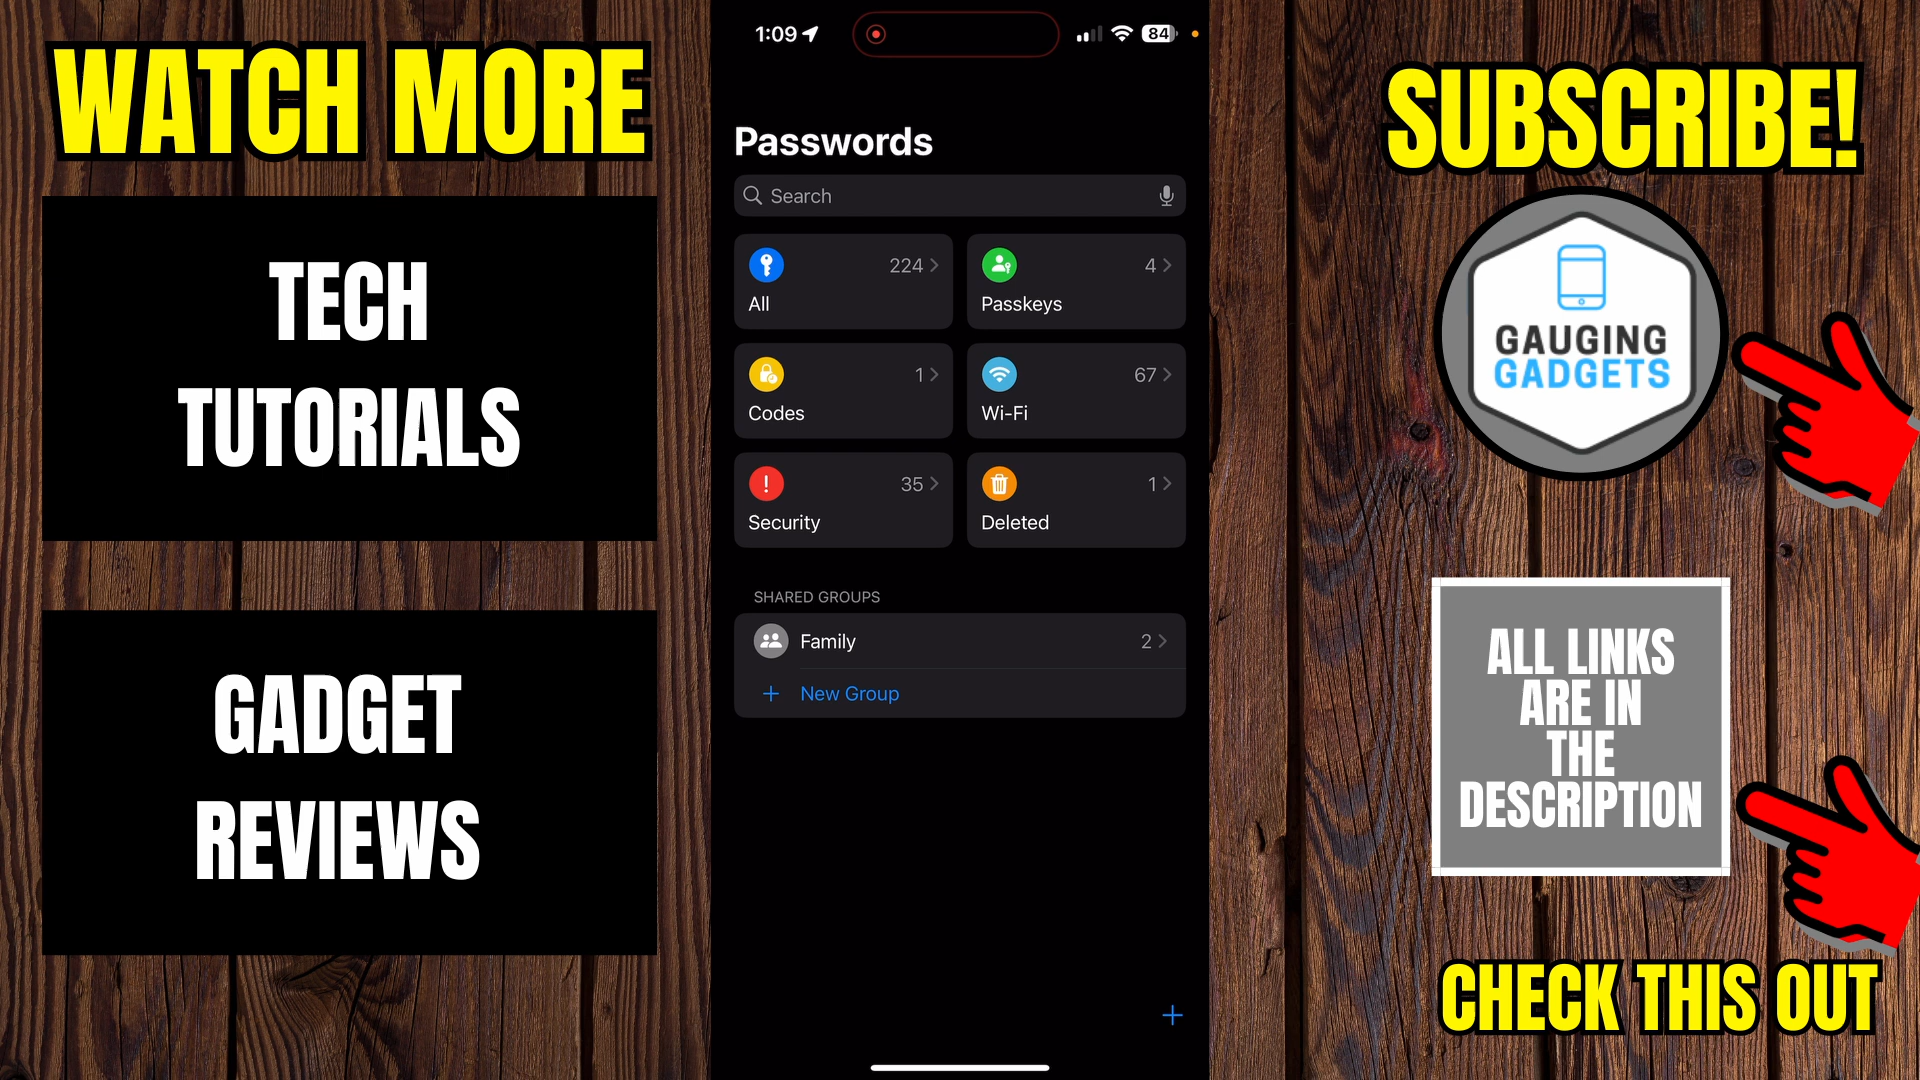 WATCH MORE
TECH
TUTORIALS
GADGET
REVIEWS
1:09
84
Passwords
Search
224
All
4
Passkeys
1
Codes
67
Wi-Fi
35
Security
1
Deleted
SHARED GROUPS
Family 2
New Group
SUBSCRIBE!
GAUGING
GADGETS
ALL LINKS
ARE IN
THE
DESCRIPTION
CHECK THIS OUT